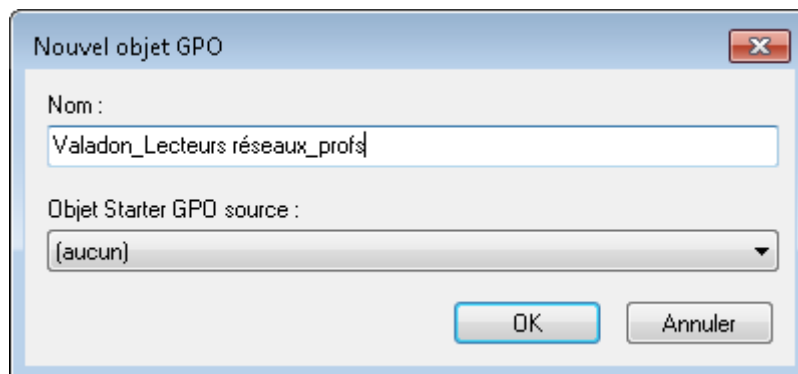 Nouvel objet GPO
Nom :
Valadon_Lecteurs réseaux_profs
Objet Starter GPO source :
(aucun)
OK
Annuler